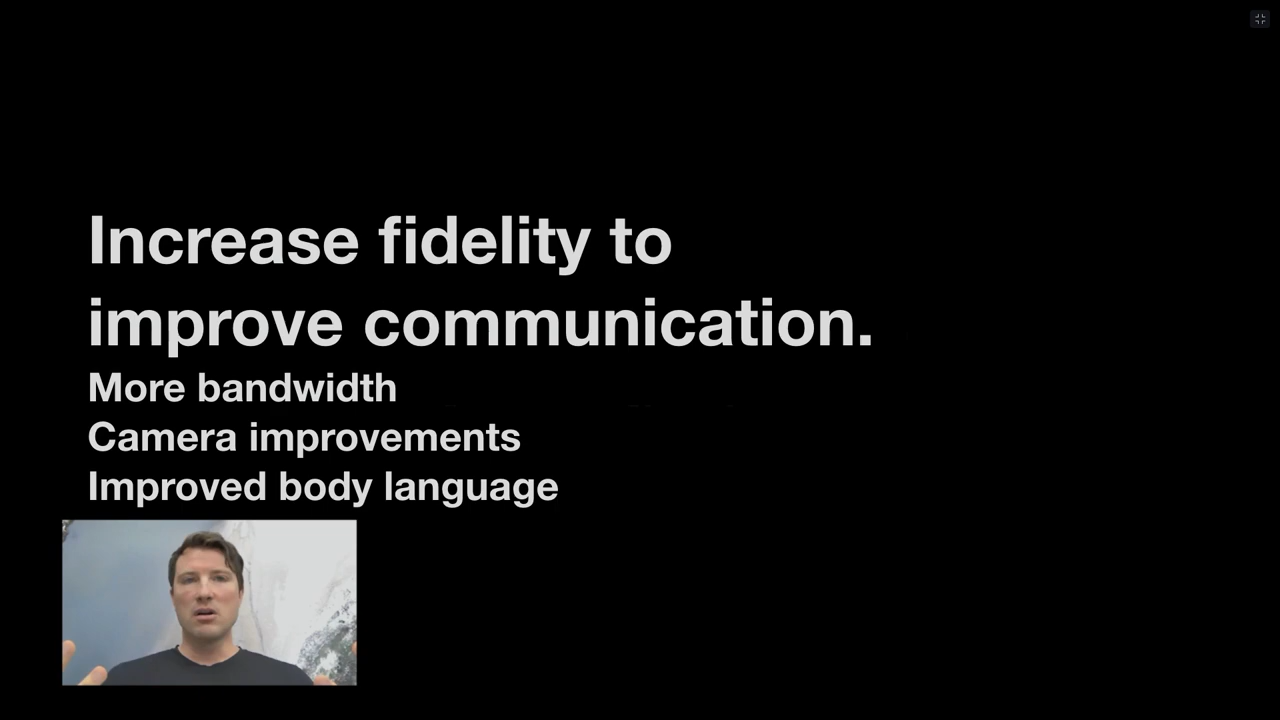 Increase fidelity to
improve communication.
More bandwidth
Camera improvements
Improved body language